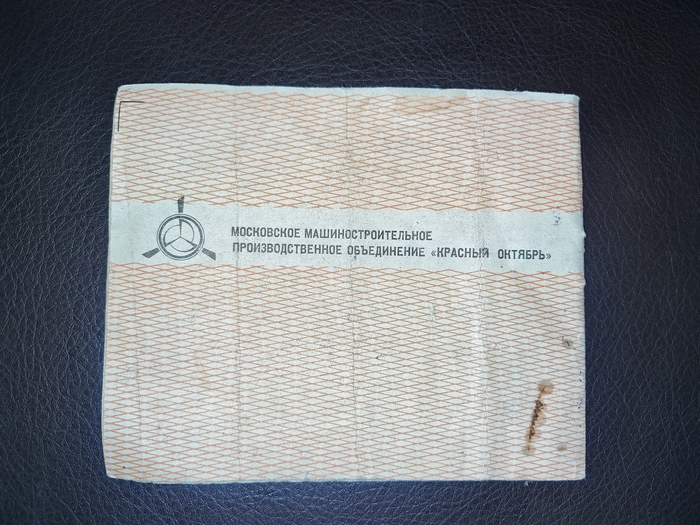 МОСКОВСКОЕ МАШИНОСТРОИТЕЛЬНОЕ
ПРОИЗВОДСТВЕННОЕ ОБЪЕДИНЕНИЕ «КРАСНЫЙ ОКТЯБРЬ»